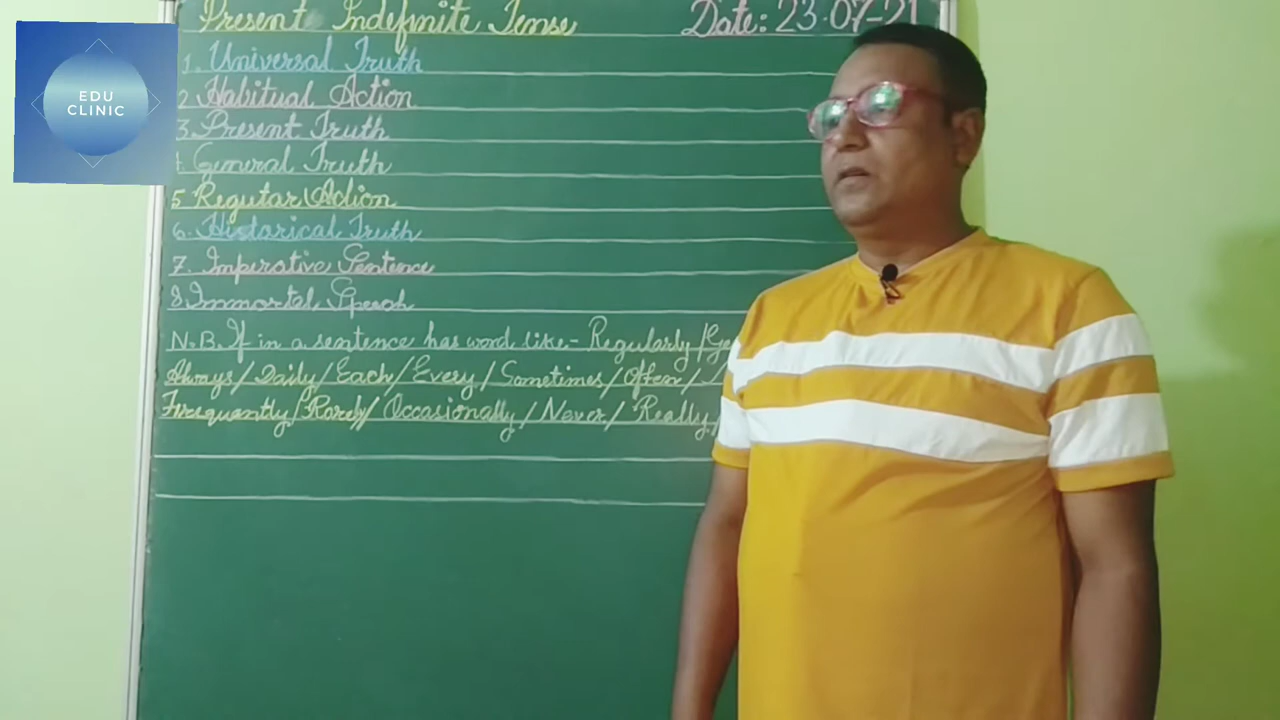 Present Indefinite Tense Date: 23-07-21
EDU
CLINIC
1. Universal Truth
2 Habitual Action
3. Present Truth
4. General Truth
5 Regular Action
6. Historical Truth
7. Imperative Sentence
8. Immortal Speech
N.B. If in a sentence has word like:- Regularly/Ge
Always/Daily/Each/Every/Sometimes/Often/
Frequantly/Rarely/Occasionally/Never/Really